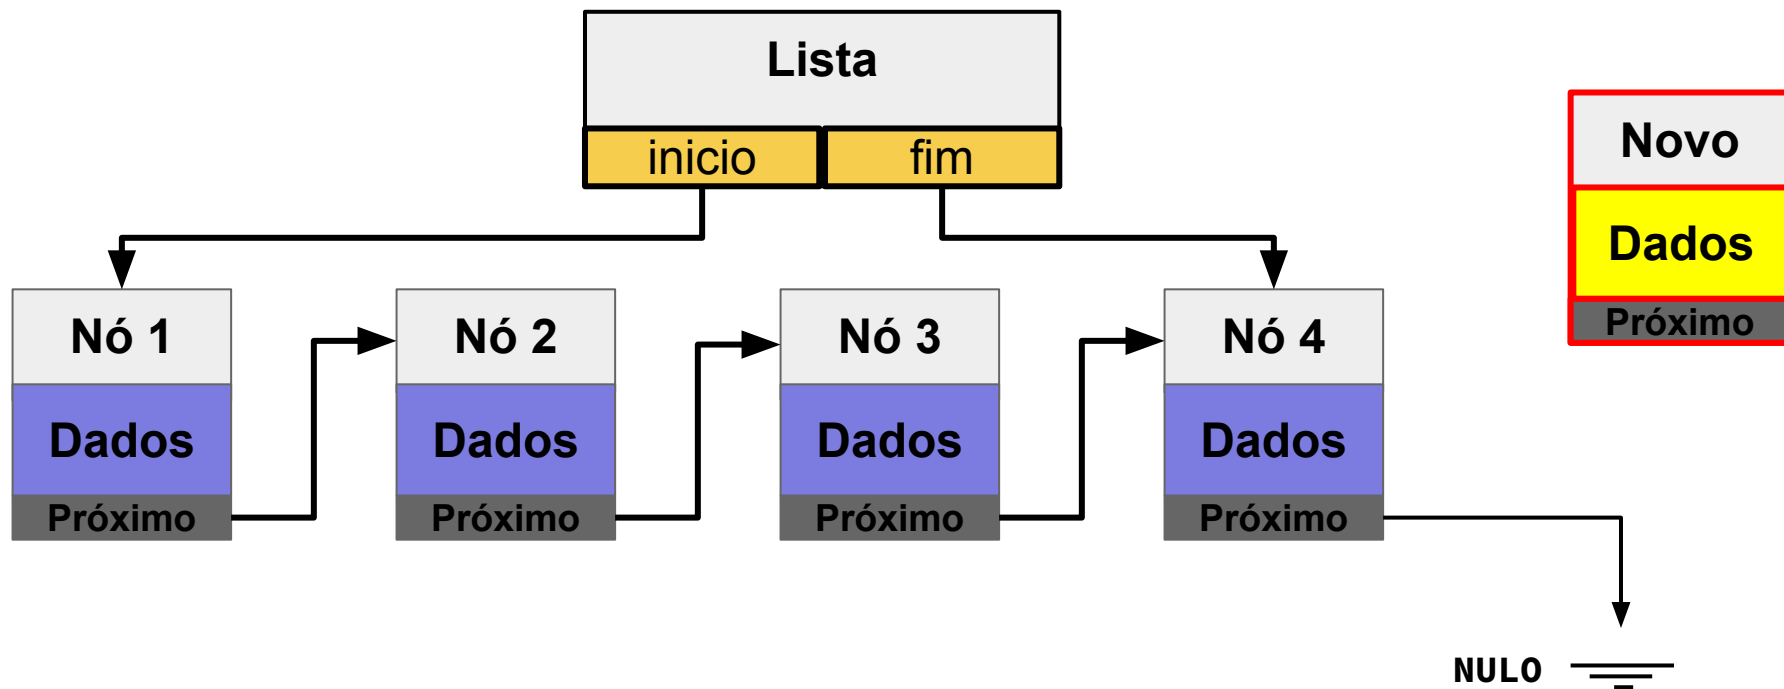 Lista
inicio fim
Novo
Dados
Próximo
Nó 1 Nó 2 Nó 3 Nó 4
Dados Dados Dados Dados
Próximo Próximo Próximo Próximo
NULO